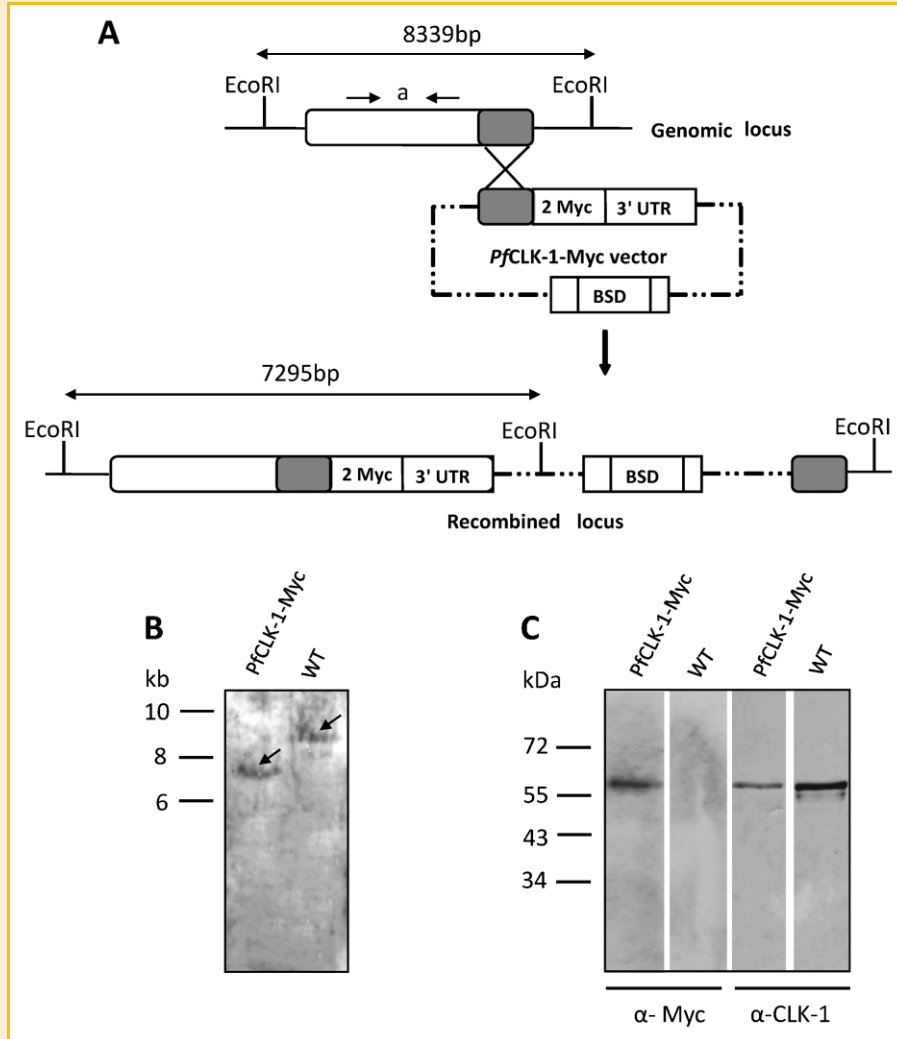 A
8339bp
EcoRI
a
EcoRI
Genomic locus
2 Myc
3' UTR
PfCLK-1-Myc vector
BSD
7295bp
EcoRI
EcoRI
EcoRI
2 Myc
3' UTR
BSD
Recombined locus
B
PfCLK-1-Myc
WT
kb
10
8
6
C
PfCLK-1-Myc
WT
PfCLK-1-Myc
WT
kDa
72
55
43
34
α- Myc
α-CLK-1